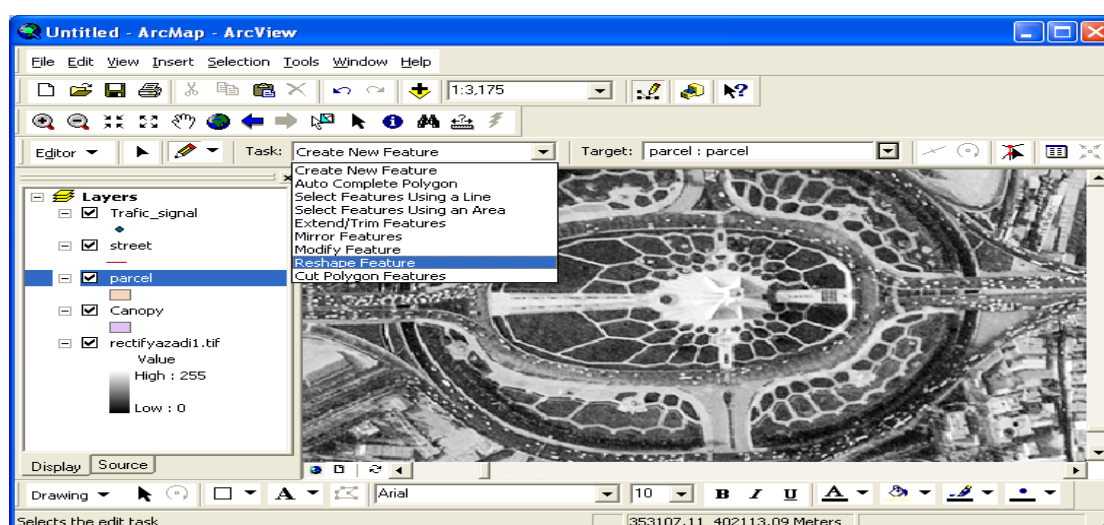 Untitled - ArcMap - ArcView
File Edit View Insert Selection Tools Window Help
1:3,175
Editor Task: Create New Feature Target: parcel : parcel
Create New Feature
Auto Complete Polygon
Select Features Using a Line
Select Features Using an Area
Extend/Trim Features
Mirror Features
Modify Feature
Reshape Feature
Cut Polygon Features
Layers
Trafic_signal
street
parcel
Canopy
rectifyazadi1.tif
Value
High : 255
Low : 0
Display Source
Drawing A Arial 10 B I U A
Selects the edit task 353107.11 402113.09 Meters